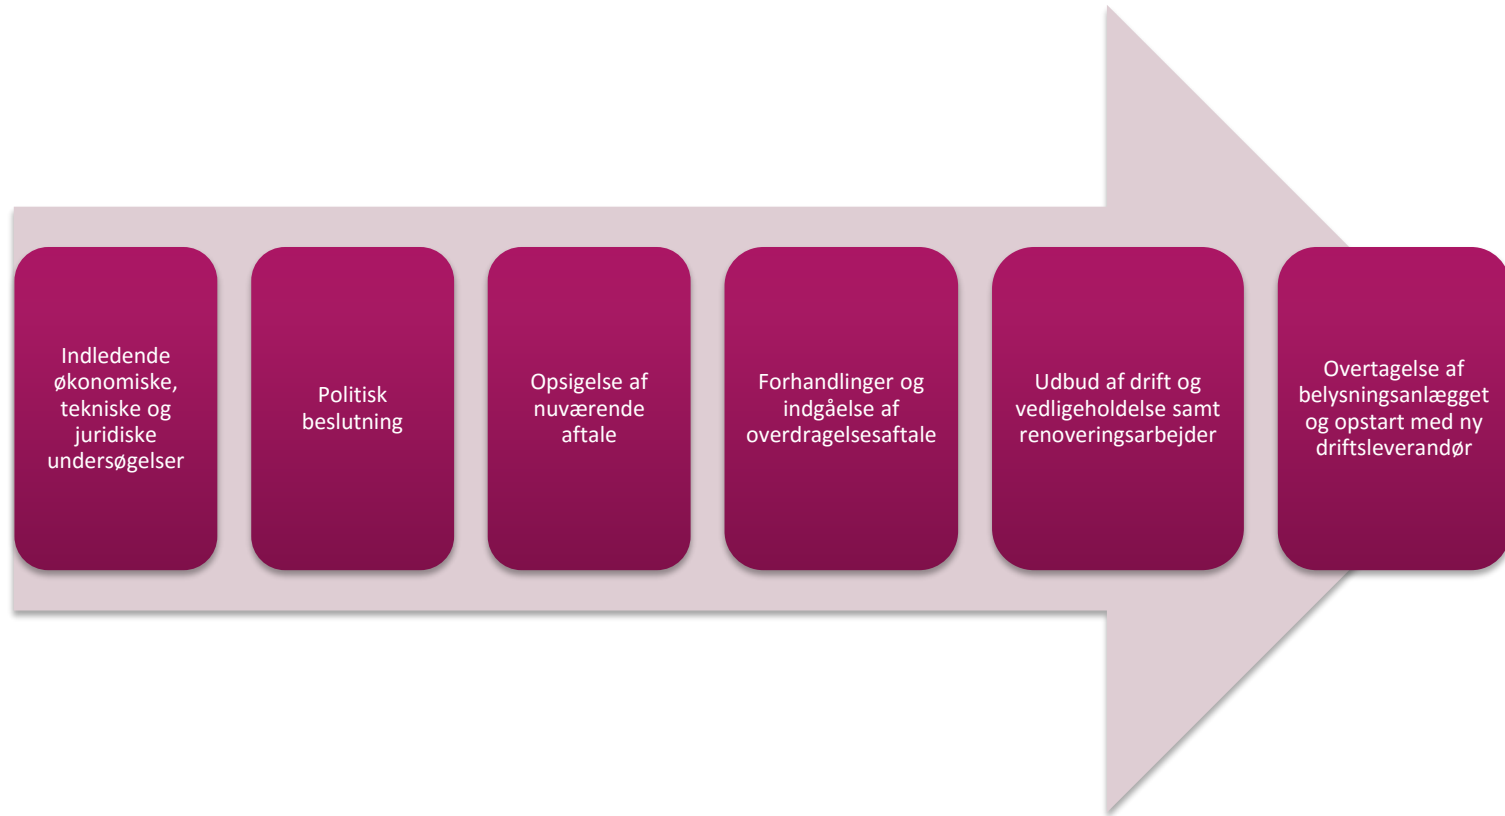 Indledende
økonomiske,
tekniske og
juridiske
undersøgelser
Politisk
beslutning
Opsigelse af
nuværende
aftale
Forhandlinger og
indgåelse af
overdragelsesaftale
Udbud af drift og
vedligeholdelse samt
renoveringsarbejder
Overtagelse af
belysningsanlægget
og opstart med ny
driftsleverandør